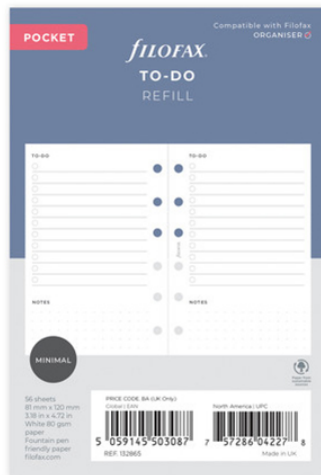 POCKET
Compatible with Filofax
ORGANISER
fILOFAX.
TO-DO
REFILL
TO-DO
TO-DO
NOTES
NOTES
MINIMAL
56 sheets
81 mm x 120 mm
3.18 in x 4.72 in
White 80 gsm
paper
Fountain pen
friendly paper
filofax.com
PRICE CODE: BA (UK Only)
Global | EAN
North America | UPC
5 059145 503087
7 57286 04227 8
REF. 132865
Made in UK